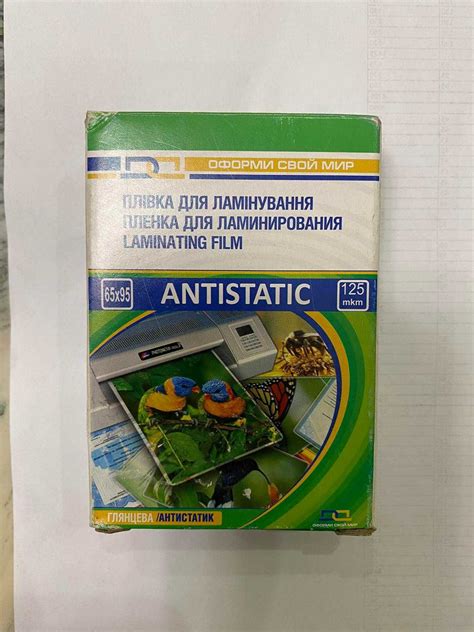 ОФОРМИ СВОЙ МИР
ПЛІВКА ДЛЯ ЛАМІНУВАННЯ
ПЛЕНКА ДЛЯ ЛАМИНИРОВАНИЯ
LAMINATING FILM
65x95
ANTISTATIC
125
mkm
ГЛЯНЦЕВА /АНТИСТАТИК
ОФОРМИ СВОЙ МИР